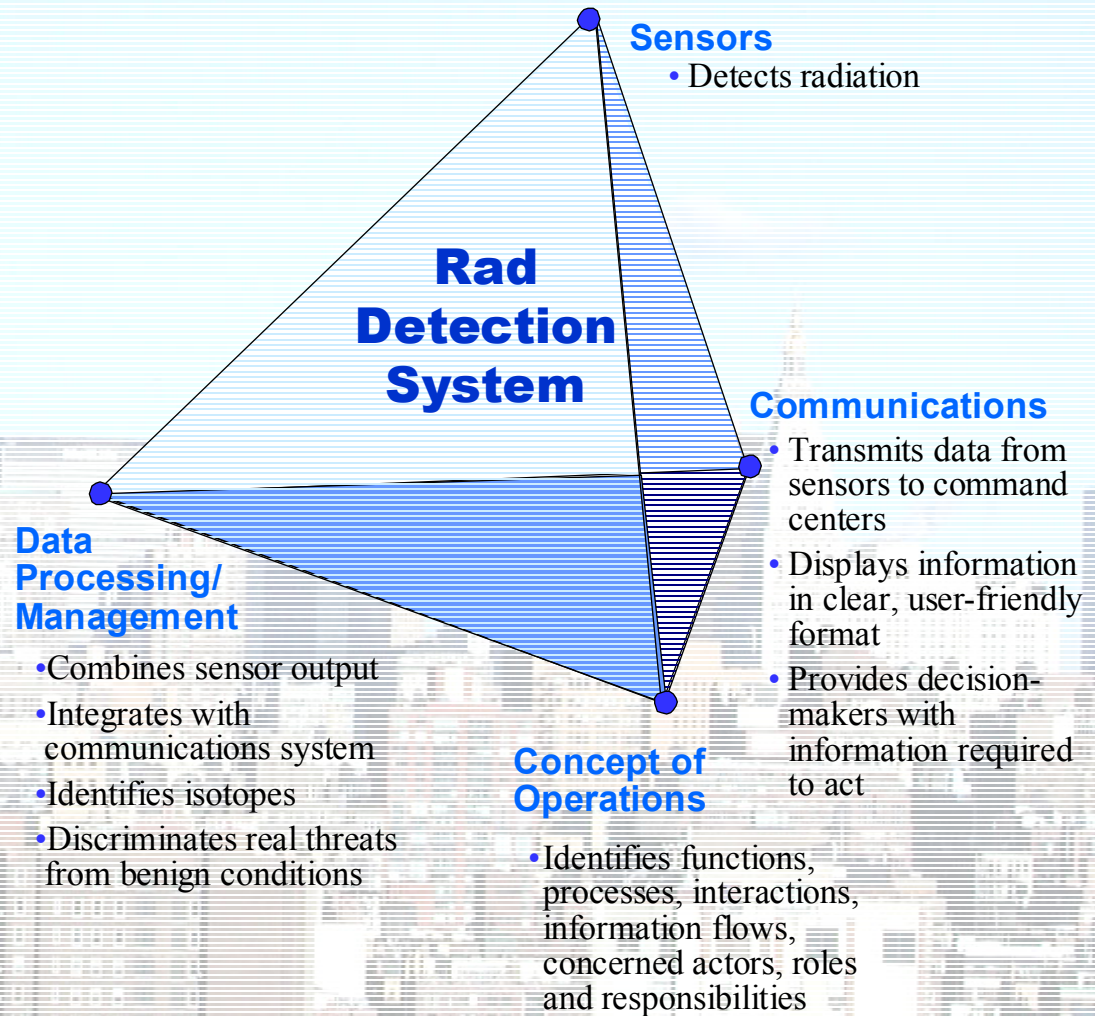 Sensors
• Detects radiation
Rad
Detection
System
Communications
• Transmits data from
sensors to command
centers
• Displays information
in clear, user-friendly
format
• Provides decision-
makers with
information required
to act
Data
Processing/
Management
•Combines sensor output
•Integrates with
communications system
•Identifies isotopes
•Discriminates real threats
from benign conditions
Concept of
Operations
•Identifies functions,
processes, interactions,
information flows,
concerned actors, roles
and responsibilities